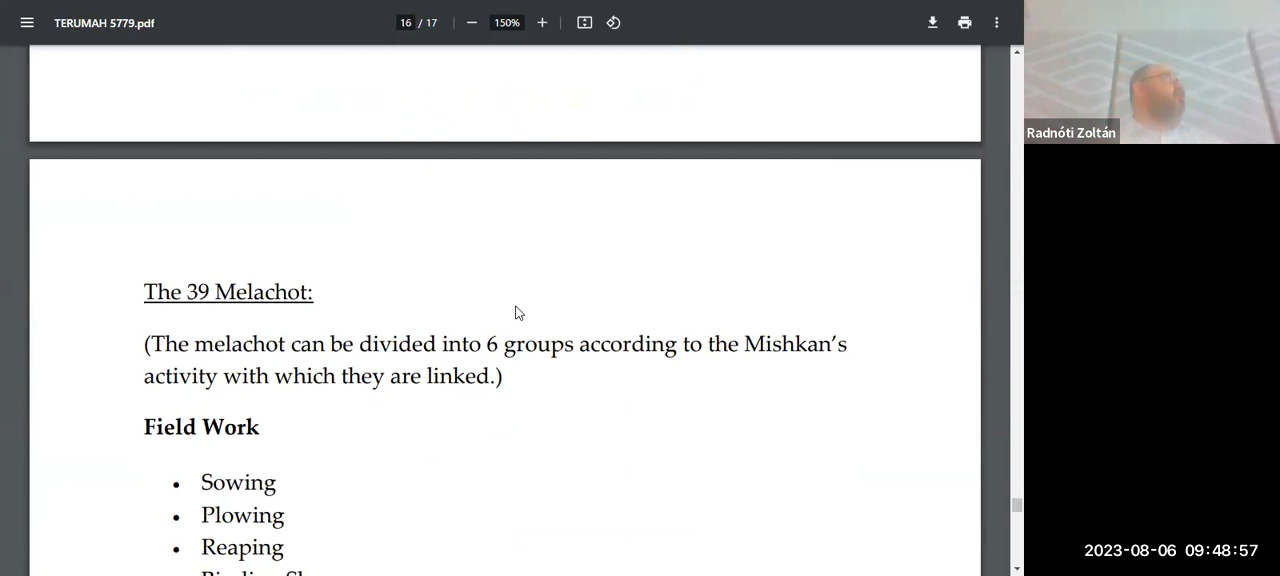 TERUMAH 5779.pdf
16 / 17
150%
The 39 Melachot:
(The melachot can be divided into 6 groups according to the Mishkan’s
activity with which they are linked.)
Field Work
• Sowing
• Plowing
• Reaping
Radnóti Zoltán
2023-08-06 09:48:57